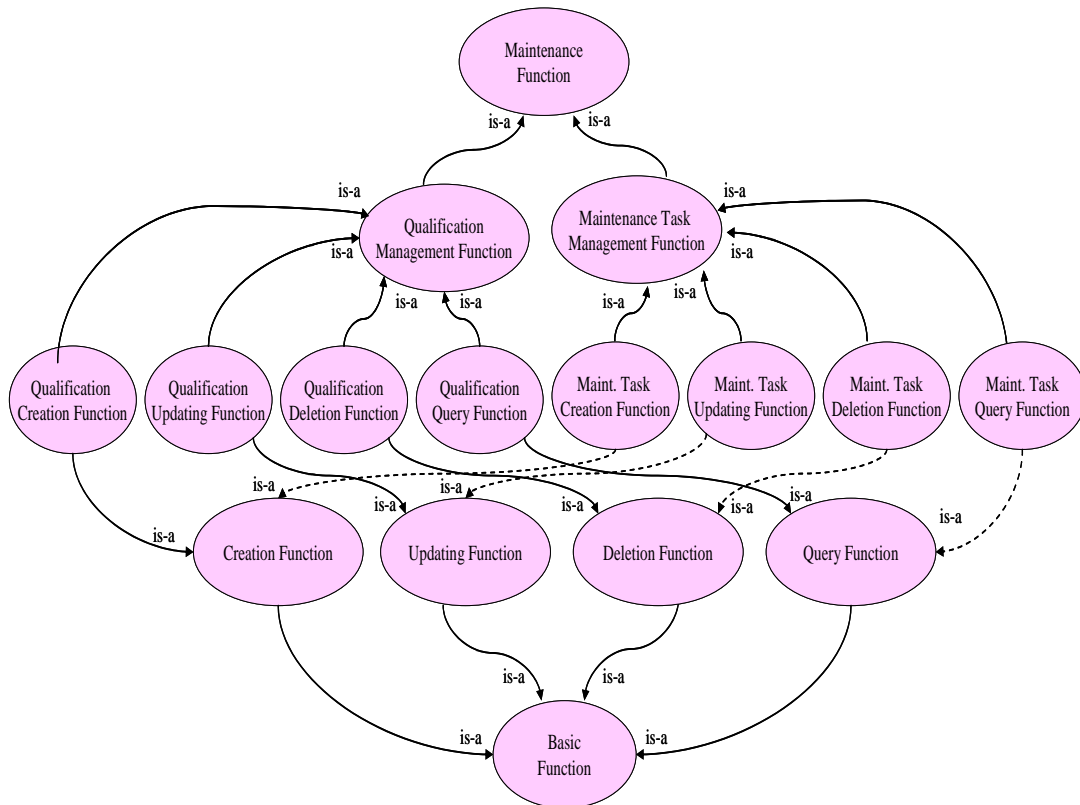 Maintenance
Function
is-a
is-a
is-a
is-a
Qualification
Management Function
Maintenance Task
Management Function
is-a
is-a
is-a
is-a
is-a
is-a
Qualification
Creation Function
Qualification
Updating Function
Qualification
Deletion Function
Qualification
Query Function
Maint. Task
Creation Function
Maint. Task
Updating Function
Maint. Task
Deletion Function
Maint. Task
Query Function
is-a
is-a
is-a
is-a
is-a
is-a
is-a
is-a
Creation Function
Updating Function
Deletion Function
Query Function
is-a
is-a
is-a
is-a
Basic
Function